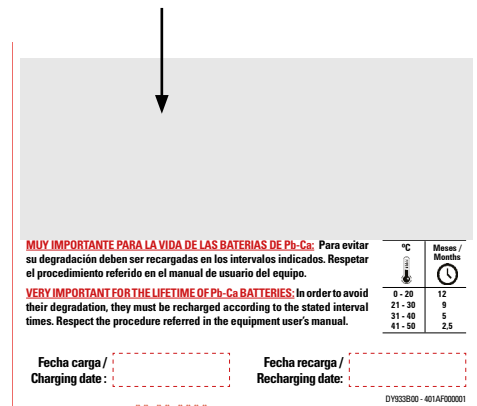 MUY IMPORTANTE PARA LA VIDA DE LAS BATERIAS DE Pb-Ca: Para evitar
su degradación deben ser recargadas en los intervalos indicados. Respetar
el procedimiento referido en el manual de usuario del equipo.
VERY IMPORTANT FOR THE LIFETIME OF Pb-Ca BATTERIES: In order to avoid
their degradation, they must be recharged according to the stated interval
times. Respect the procedure referred in the equipment user's manual.
ºC Meses /
Months
0 - 20 12
21 - 30 9
31 - 40 5
41 - 50 2,5
Fecha carga /
Charging date :
Fecha recarga /
Recharging date:
DY933B00 - 401AF000001